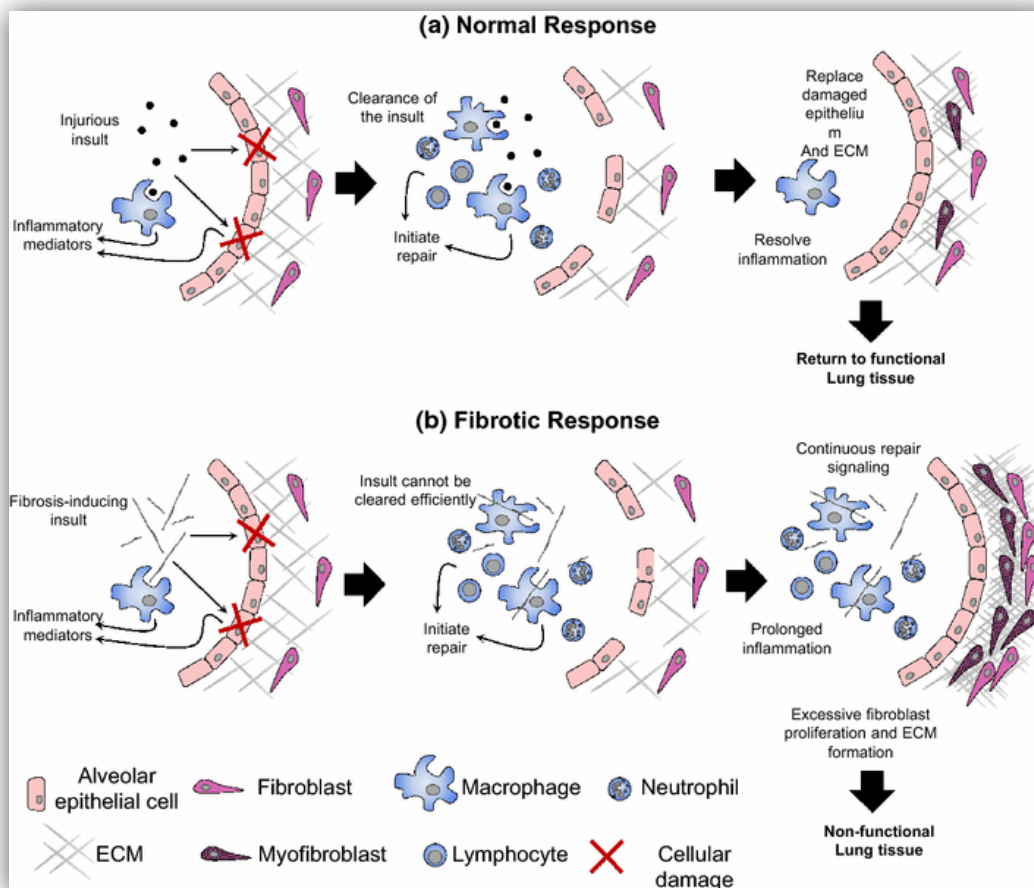 (a) Normal Response
Injurious
insult
Inflammatory
mediators
Clearance of
the insult
Initiate
repair
Replace
damaged
epitheliu
m
And ECM
Resolve
inflammation
Return to functional
Lung tissue
(b) Fibrotic Response
Fibrosis-inducing
insult
Inflammatory
mediators
Insult cannot be
cleared efficiently
Initiate
repair
Continuous repair
signaling
Prolonged
inflammation
Excessive fibroblast
proliferation and ECM
formation
Non-functional
Lung tissue
Alveolar
epithelial cell
Fibroblast
Macrophage
Neutrophil
ECM
Myofibroblast
Lymphocyte
Cellular
damage